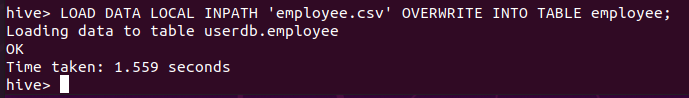 hive> LOAD DATA LOCAL INPATH 'employee.csv' OVERWRITE INTO TABLE employee;
Loading data to table userdb.employee
OK
Time taken: 1.559 seconds
hive>